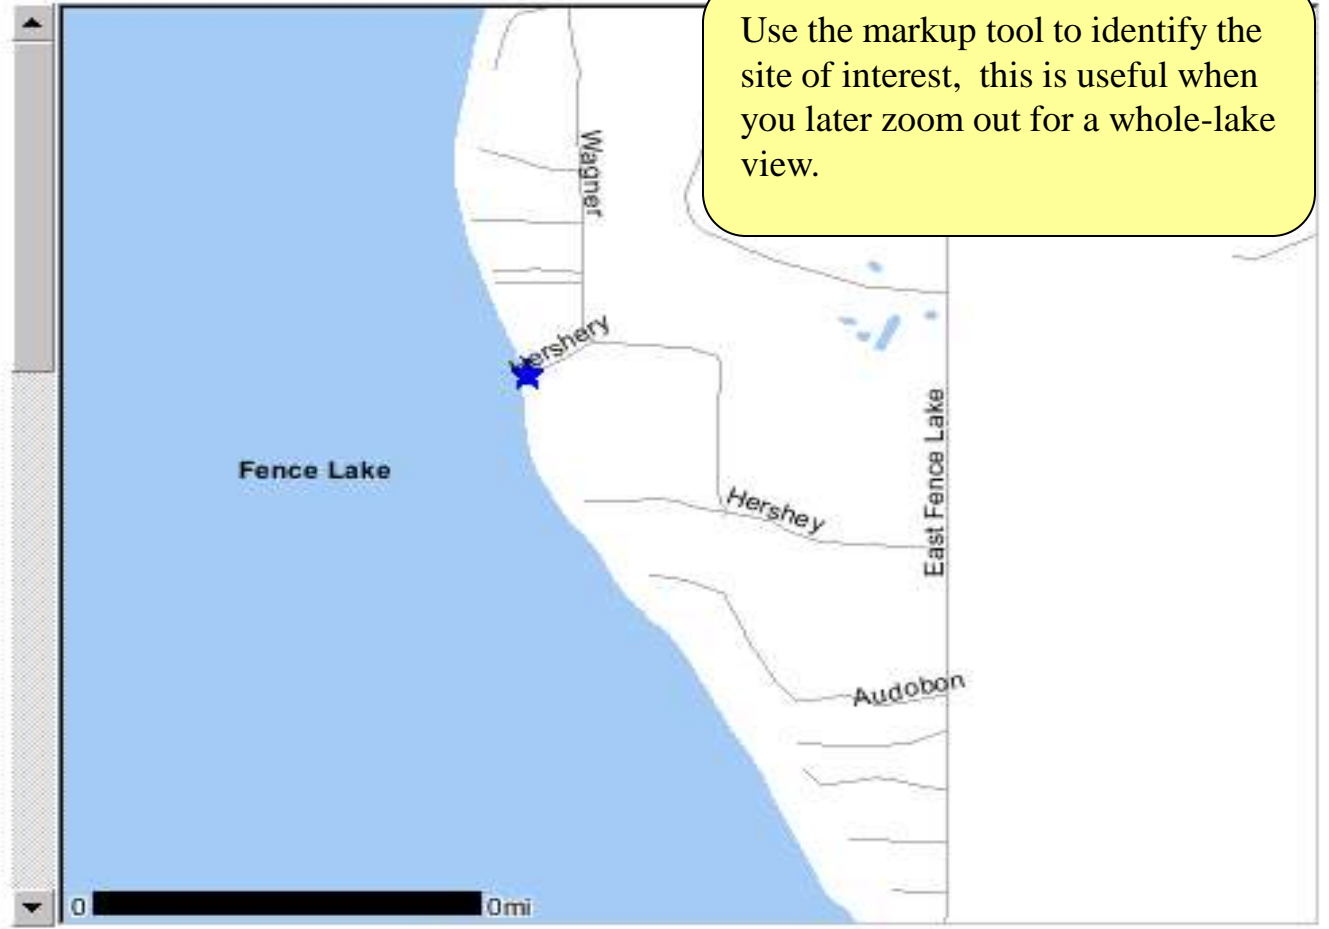 Use the markup tool to identify the
site of interest, this is useful when
you later zoom out for a whole-lake
view.
Wagner
Hershery
East Fence Lake
Fence Lake
Hershey
Audobon
0 0mi